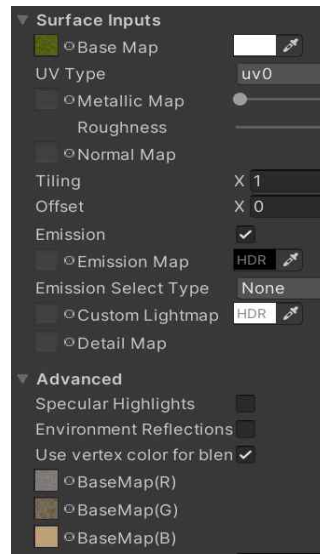 Surface Inputs
Base Map
UV Type uv0
Metallic Map
Roughness
Normal Map
Tiling X 1
Offset X 0
Emission
Emission Map HDR
Emission Select Type None
Custom Lightmap HDR
Detail Map
Advanced
Specular Highlights
Environment Reflections
Use vertex color for blen
BaseMap(R)
BaseMap(G)
BaseMap(B)